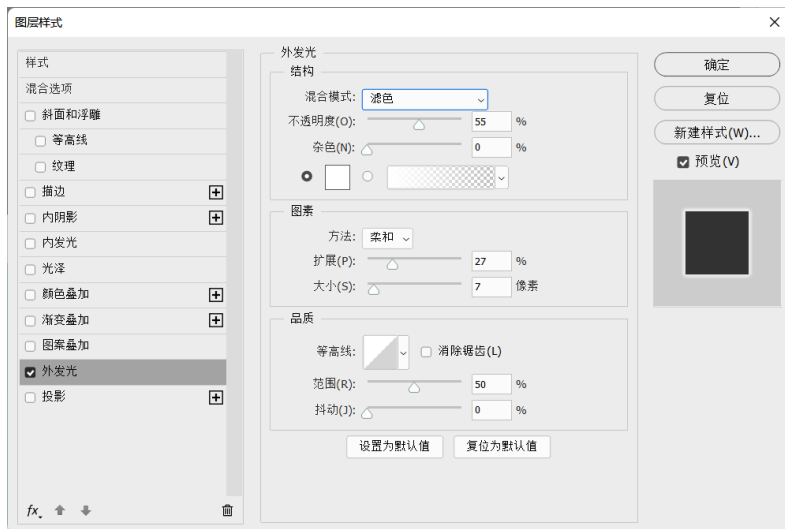 图层样式
样式
混合选项
斜面和浮雕
等高线
纹理
描边
内阴影
内发光
光泽
颜色叠加
渐变叠加
图案叠加
外发光
投影
fx
外发光
结构
混合模式: 滤色
不透明度(O): 55 %
杂色(N): 0 %
图素
方法: 柔和
扩展(P): 27 %
大小(S): 7 像素
品质
等高线: 消除锯齿(L)
范围(R): 50 %
抖动(J): 0 %
设置为默认值 复位为默认值
确定
复位
新建样式(W)...
预览(V)